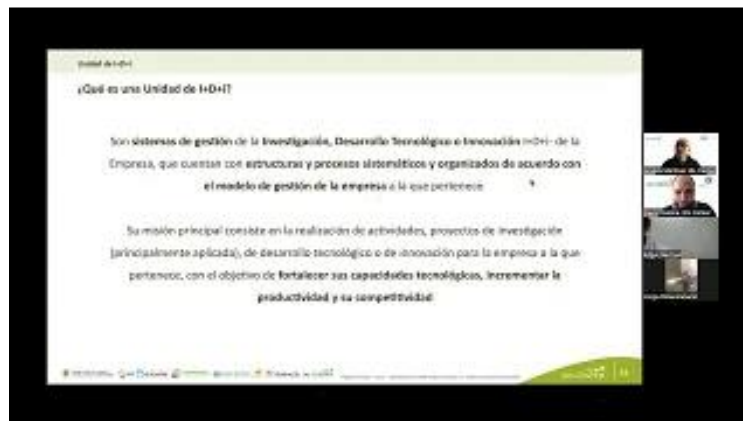 Unidad de I+D+i
¿Qué es una Unidad de I+D+i?
Son sistemas de gestión de la Investigación, Desarrollo Tecnológico o Innovación -I+D+i- de la
Empresa, que cuentan con estructuras y procesos sistemáticos y organizados de acuerdo con
el modelo de gestión de la empresa a la que pertenece
Su misión principal consiste en la realización de actividades, proyectos de investigación
(principalmente aplicada), de desarrollo tecnológico o de innovación para la empresa a la que
pertenece, con el objetivo de fortalecer sus capacidades tecnológicas, incrementar la
productividad y su competitividad